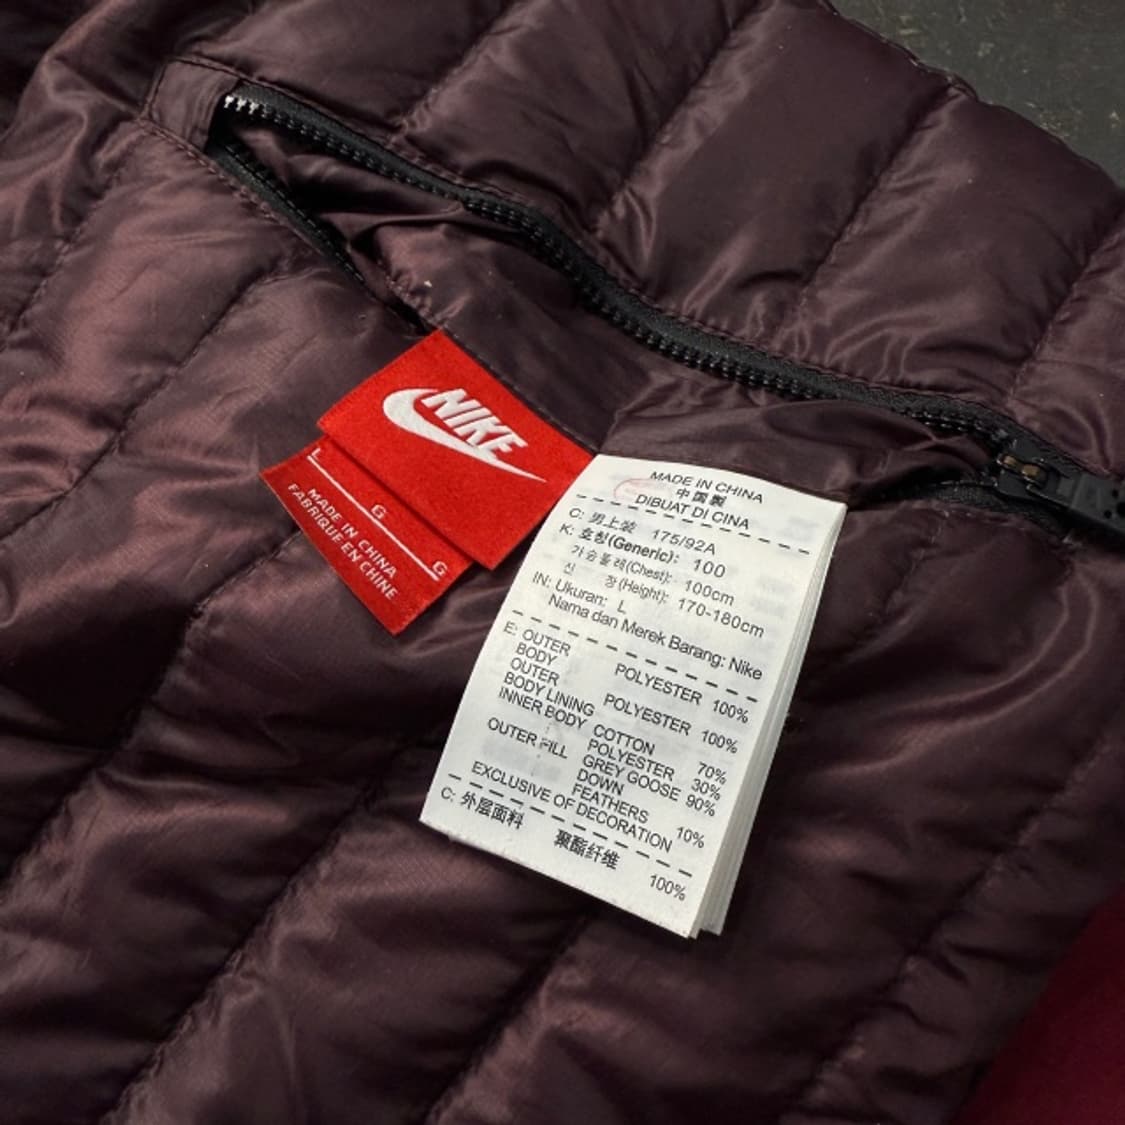 NIKE
L
G
G
MADE IN CHINA
FABRIQUE EN CHINE
MADE IN CHINA
中国製
DIBUAT DI CINA
C: 男上装 175/92A
K: 호칭(Generic): 100
가슴둘레(Chest): 100cm
신 장(Height): 170-180cm
IN: Ukuran: L
Nama dan Merek Barang: Nike
E: OUTER
BODY POLYESTER 100%
OUTER
BODY LINING POLYESTER 100%
INNER BODY COTTON 70%
POLYESTER 30%
OUTER FILL GREY GOOSE 90%
DOWN
FEATHERS 10%
EXCLUSIVE OF DECORATION
C: 外层面料 聚酯纤维 100%